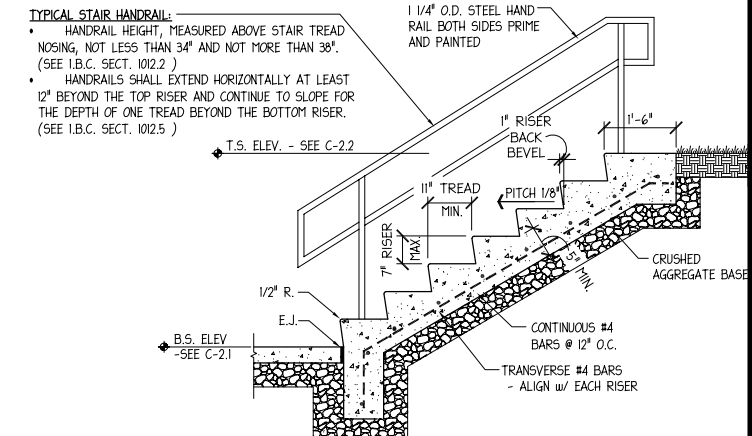 TYPICAL STAIR HANDRAIL:
• HANDRAIL HEIGHT, MEASURED ABOVE STAIR TREAD
NOSING, NOT LESS THAN 34" AND NOT MORE THAN 38".
(SEE I.B.C. SECT. 1012.2 )
• HANDRAILS SHALL EXTEND HORIZONTALLY AT LEAST
12" BEYOND THE TOP RISER AND CONTINUE TO SLOPE FOR
THE DEPTH OF ONE TREAD BEYOND THE BOTTOM RISER.
(SEE I.B.C. SECT. 1012.5 )
1 1/4" O.D. STEEL HAND
RAIL BOTH SIDES PRIME
AND PAINTED
T.S. ELEV. - SEE C-2.2
1" RISER
BACK
BEVEL
1'-6"
11" TREAD
MIN.
PITCH 1/8"
7" RISER
MAX.
5" MIN.
CRUSHED
AGGREGATE BASE
1/2" R.
E.J.
B.S. ELEV
-SEE C-2.1
CONTINUOUS #4
BARS @ 12" O.C.
TRANSVERSE #4 BARS
- ALIGN w/ EACH RISER